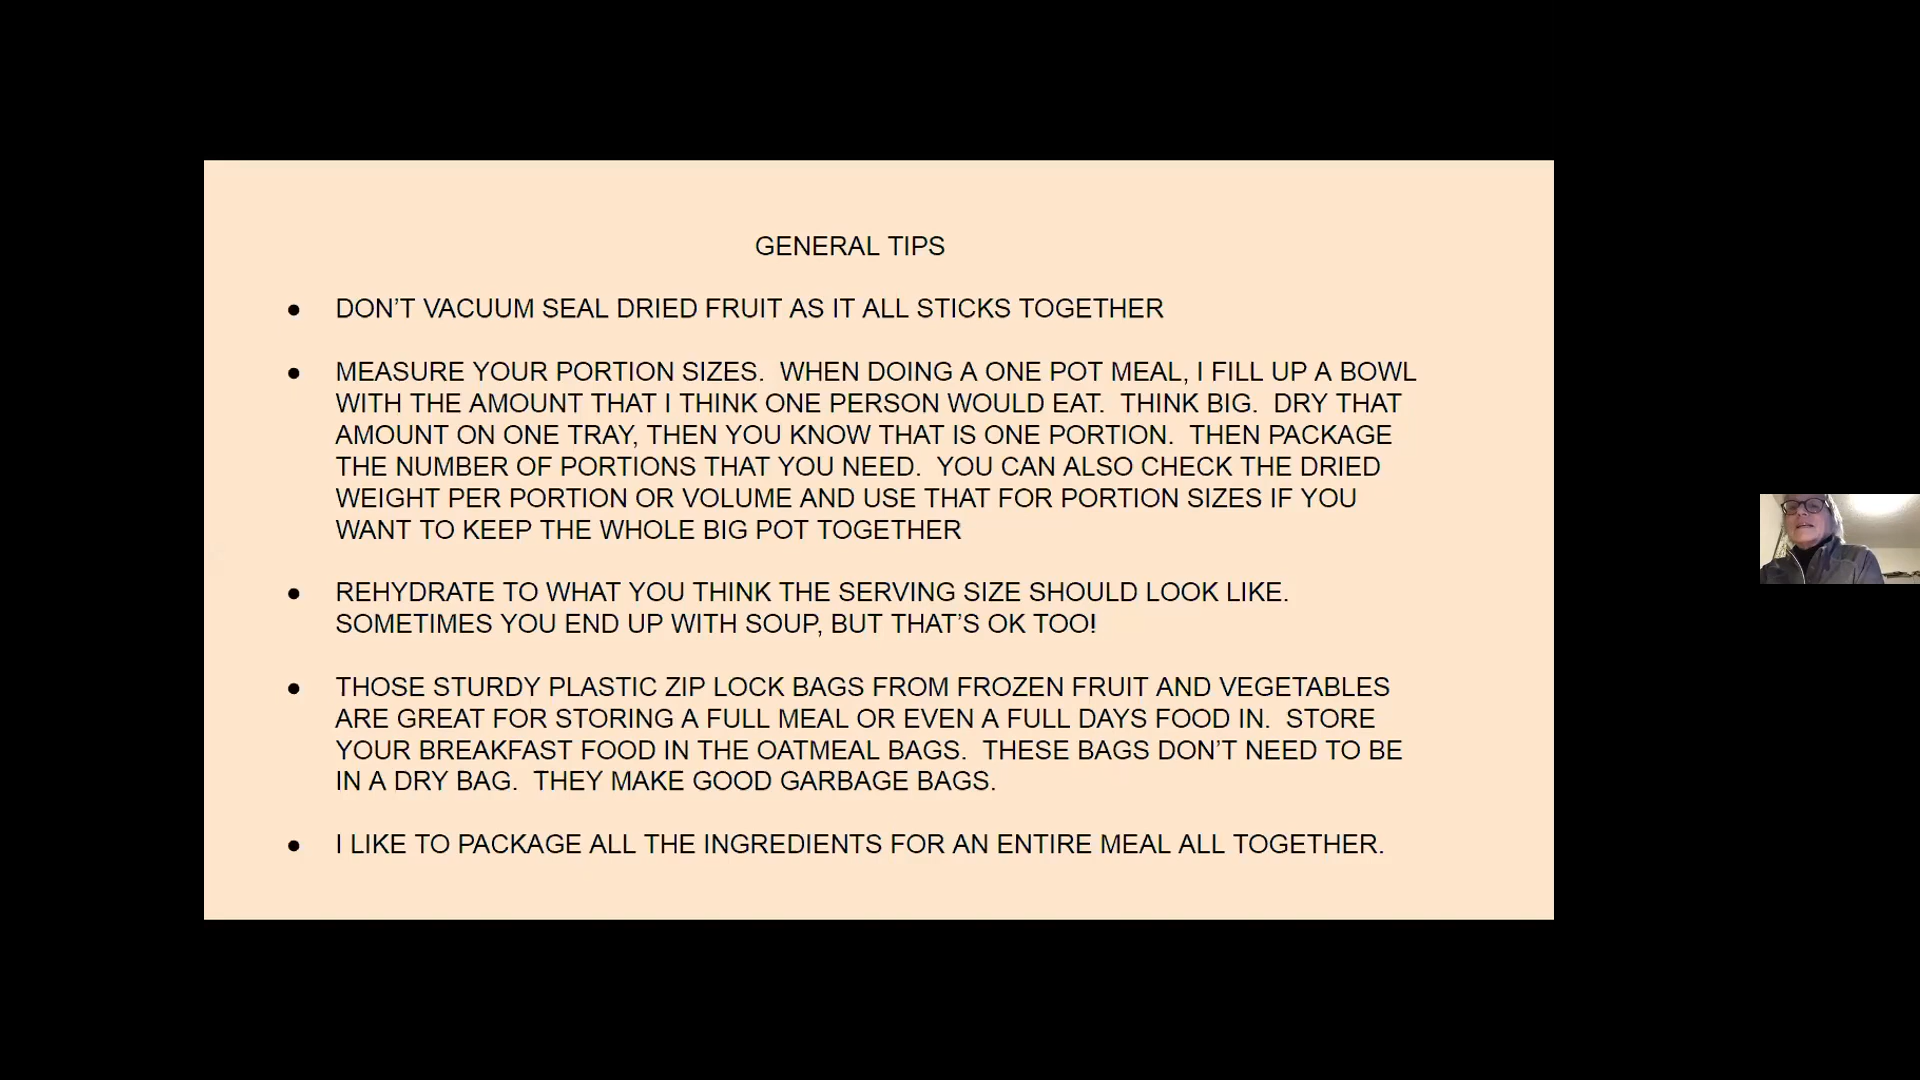 GENERAL TIPS
● DON'T VACUUM SEAL DRIED FRUIT AS IT ALL STICKS TOGETHER
● MEASURE YOUR PORTION SIZES.  WHEN DOING A ONE POT MEAL, I FILL UP A BOWL
WITH THE AMOUNT THAT I THINK ONE PERSON WOULD EAT.  THINK BIG.  DRY THAT
AMOUNT ON ONE TRAY, THEN YOU KNOW THAT IS ONE PORTION.  THEN PACKAGE
THE NUMBER OF PORTIONS THAT YOU NEED.  YOU CAN ALSO CHECK THE DRIED
WEIGHT PER PORTION OR VOLUME AND USE THAT FOR PORTION SIZES IF YOU
WANT TO KEEP THE WHOLE BIG POT TOGETHER
● REHYDRATE TO WHAT YOU THINK THE SERVING SIZE SHOULD LOOK LIKE.
SOMETIMES YOU END UP WITH SOUP, BUT THAT'S OK TOO!
● THOSE STURDY PLASTIC ZIP LOCK BAGS FROM FROZEN FRUIT AND VEGETABLES
ARE GREAT FOR STORING A FULL MEAL OR EVEN A FULL DAYS FOOD IN.  STORE
YOUR BREAKFAST FOOD IN THE OATMEAL BAGS.  THESE BAGS DON'T NEED TO BE
IN A DRY BAG.  THEY MAKE GOOD GARBAGE BAGS.
● I LIKE TO PACKAGE ALL THE INGREDIENTS FOR AN ENTIRE MEAL ALL TOGETHER.